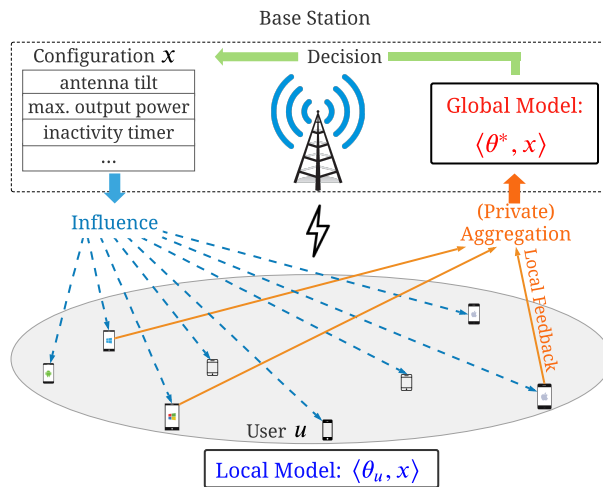 Base Station
Configuration x
Decision
antenna tilt
max. output power
inactivity timer
...
Global Model:
⟨θ*, x⟩
Influence
(Private)
Aggregation
Local Feedback
User u
Local Model: ⟨θ_u, x⟩